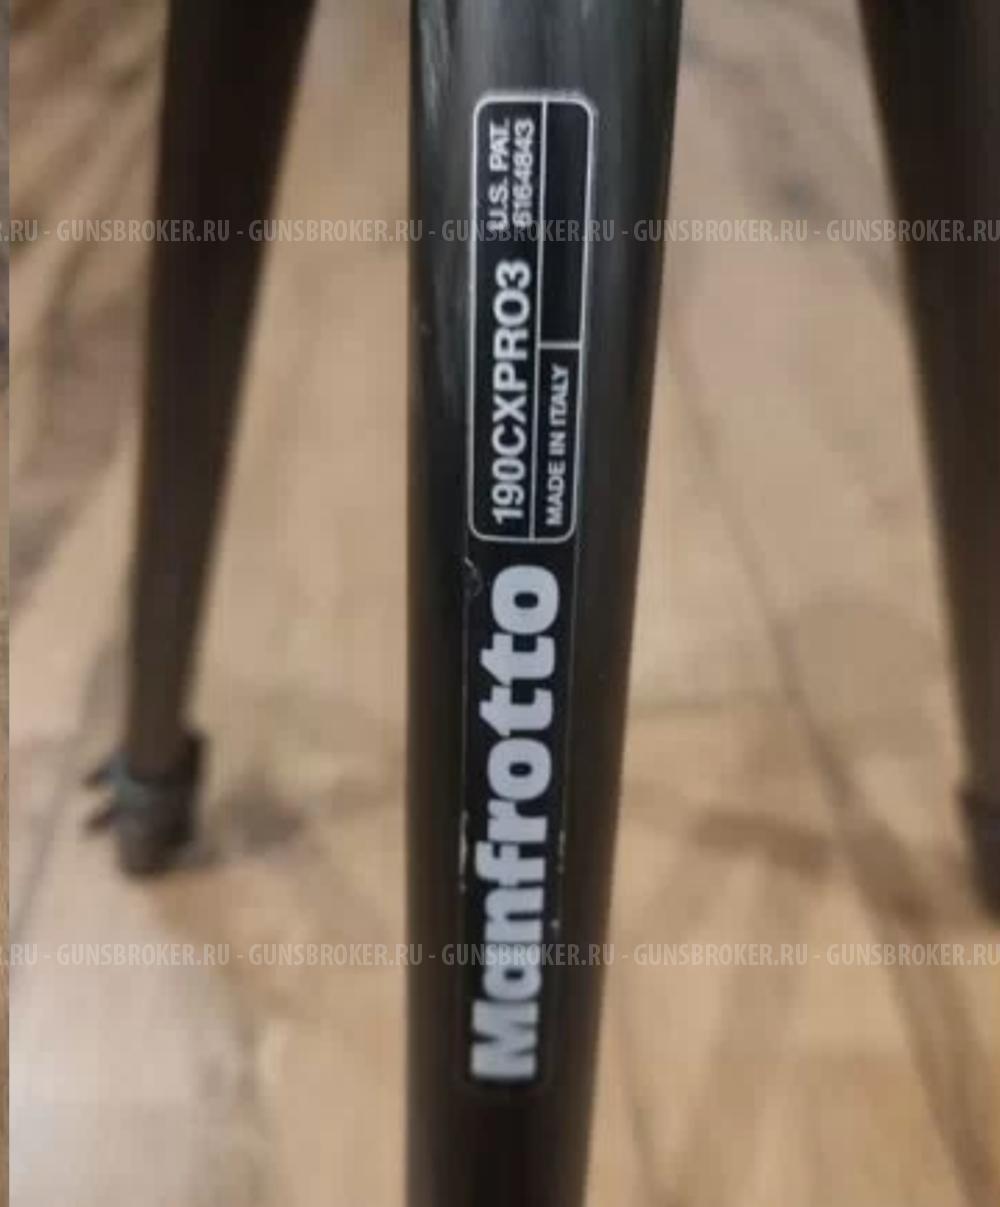 Manfrotto
190CXPRO3
U.S. PAT.
6164843
MADE IN ITALY
.RU - GUNSBROKER.RU - GUNSBROKER.RU - GUNSBROKER.RU - GUNSBROKER.RU - GUNSBROKER.RU
.RU - GUNSBROKER.RU - GUNSBROKER.RU - GUNSBROKER.RU - GUNSBROKER.RU - GUNSBROKER.RU